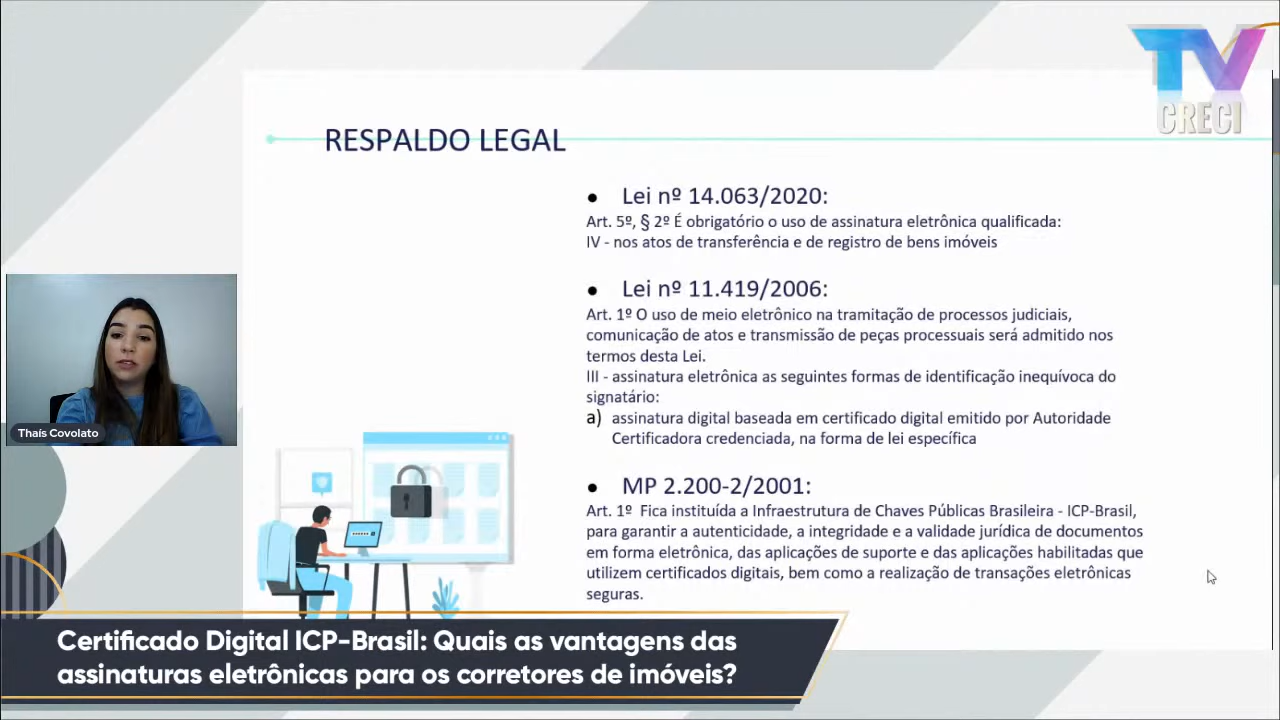 TV
CRECI
RESPALDO LEGAL
● Lei nº 14.063/2020:
Art. 5º, § 2º É obrigatório o uso de assinatura eletrônica qualificada:
IV - nos atos de transferência e de registro de bens imóveis
● Lei nº 11.419/2006:
Art. 1º O uso de meio eletrônico na tramitação de processos judiciais,
comunicação de atos e transmissão de peças processuais será admitido nos
termos desta Lei.
III - assinatura eletrônica as seguintes formas de identificação inequívoca do
signatário:
a) assinatura digital baseada em certificado digital emitido por Autoridade
Certificadora credenciada, na forma de lei específica
● MP 2.200-2/2001:
Art. 1º Fica instituída a Infraestrutura de Chaves Públicas Brasileira - ICP-Brasil,
para garantir a autenticidade, a integridade e a validade jurídica de documentos
em forma eletrônica, das aplicações de suporte e das aplicações habilitadas que
utilizem certificados digitais, bem como a realização de transações eletrônicas
seguras.
Thaís Covolato
Certificado Digital ICP-Brasil: Quais as vantagens das
assinaturas eletrônicas para os corretores de imóveis?